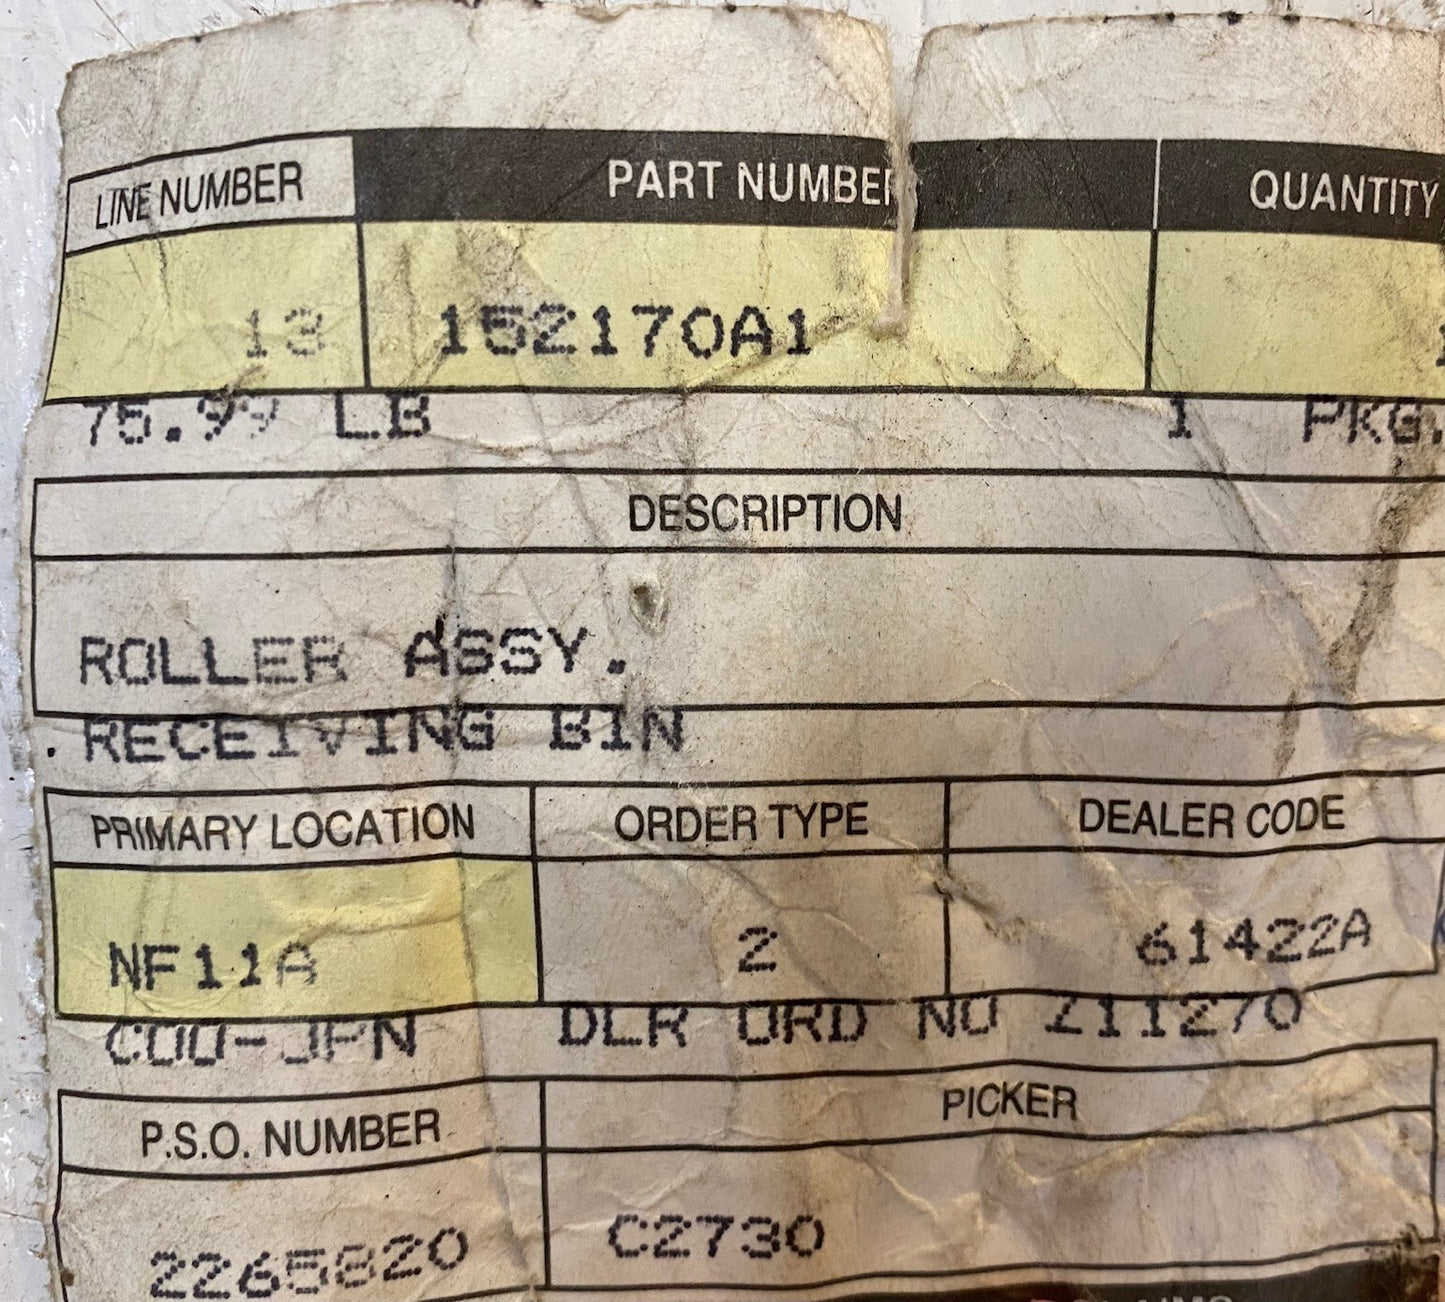 LINE NUMBER PART NUMBER QUANTITY
13 152170A1 1
75.99 LB 1 PKG.
DESCRIPTION
ROLLER ASSY.
RECEIVING BIN
PRIMARY LOCATION ORDER TYPE DEALER CODE
NF11A 2 61422A
COO-JPN DLR ORD NO Z11270
P.S.O. NUMBER PICKER
2265820 C2730